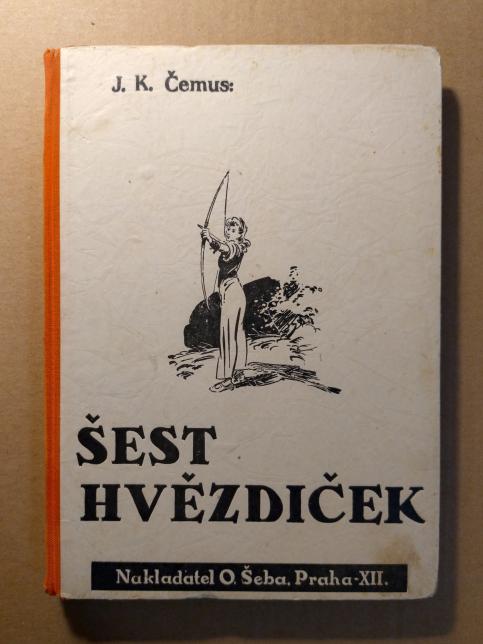 J. K. Čemus:
ŠEST
HVĚZDIČEK
Nakladatel O. Šeba, Praha-XII.